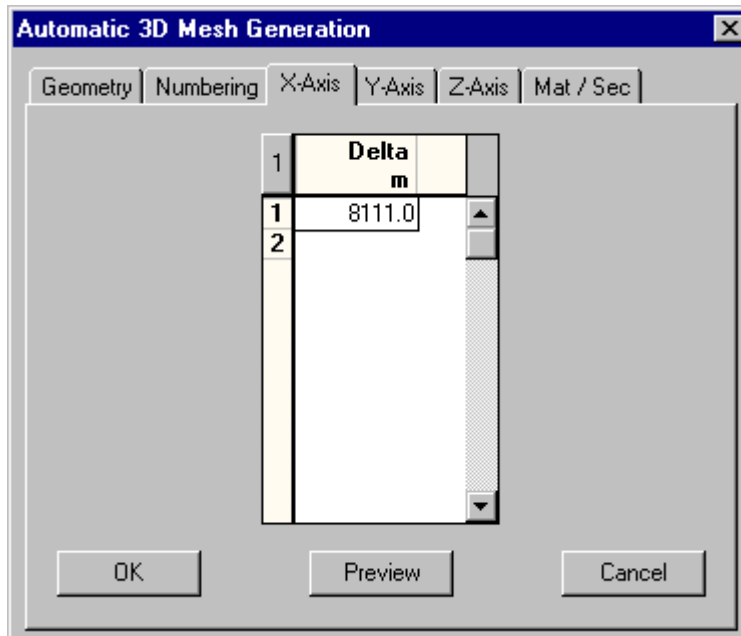 Automatic 3D Mesh Generation
Geometry Numbering X-Axis Y-Axis Z-Axis Mat / Sec
1 Delta
m
1 8111.0
2
OK Preview Cancel